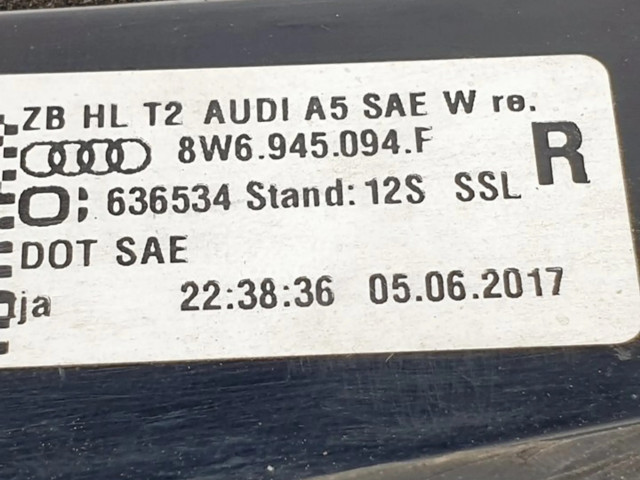 ZB HL T2 AUDI A5 SAE W re.
8W6.945.094.F
R
636534 Stand: 12S SSL
DOT SAE
ja 22:38:36 05.06.2017